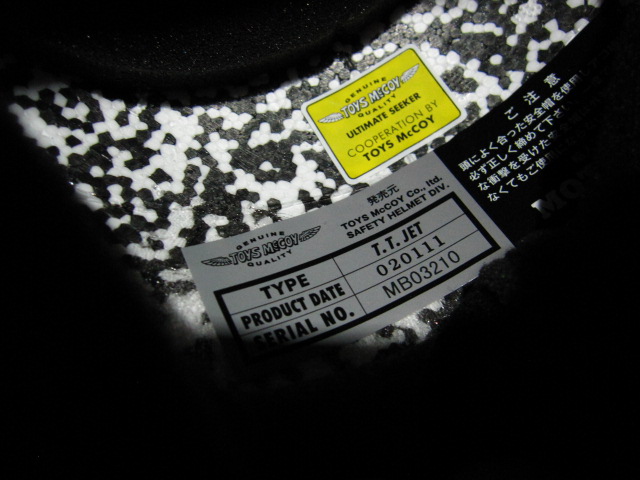 GENUINE
TOYS McCOY
QUALITY
ULTIMATE SEEKER
COOPERATION BY
TOYS McCOY
ご注意
頭によく合った安全帽を使用
必ず正しく締めて下さ
な衝撃を受けた
なくてもご使
発売元
TOYS McCOY Co., ltd.
SAFETY HELMET DIV.
GENUINE
TOYS McCOY
QUALITY
TYPE T.T.JET
PRODUCT DATE 020111
SERIAL NO. MB03210